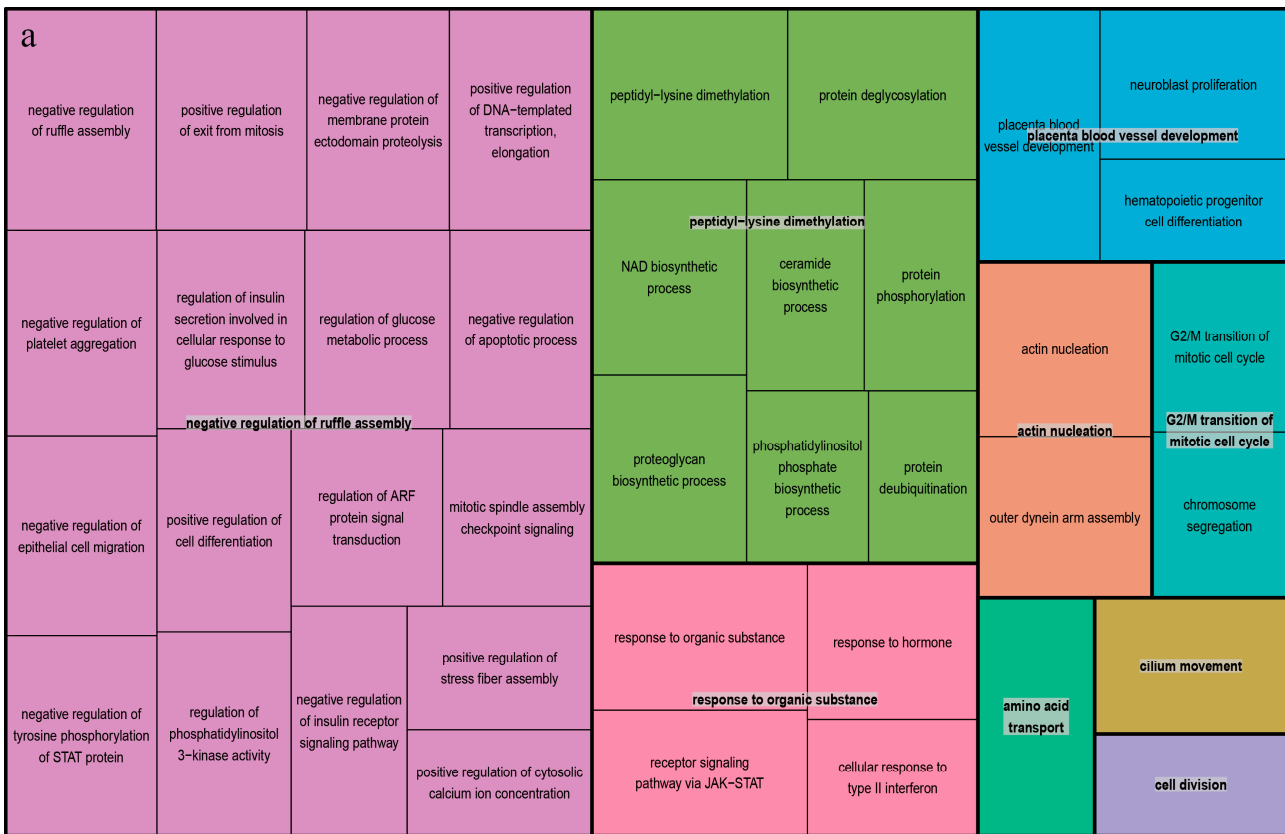 a
negative regulation
of ruffle assembly
positive regulation
of exit from mitosis
negative regulation of
membrane protein
ectodomain proteolysis
positive regulation
of DNA−templated
transcription,
elongation
negative regulation of
platelet aggregation
regulation of insulin
secretion involved in
cellular response to
glucose stimulus
regulation of glucose
metabolic process
negative regulation
of apoptotic process
negative regulation of ruffle assembly
negative regulation of
epithelial cell migration
positive regulation of
cell differentiation
regulation of ARF
protein signal
transduction
mitotic spindle assembly
checkpoint signaling
negative regulation of
tyrosine phosphorylation
of STAT protein
regulation of
phosphatidylinositol
3−kinase activity
negative regulation
of insulin receptor
signaling pathway
positive regulation of
stress fiber assembly
positive regulation of cytosolic
calcium ion concentration
peptidyl−lysine dimethylation
protein deglycosylation
peptidyl−lysine dimethylation
NAD biosynthetic
process
ceramide
biosynthetic
process
protein
phosphorylation
proteoglycan
biosynthetic process
phosphatidylinositol
phosphate
biosynthetic
process
protein
deubiquitination
response to organic substance
response to hormone
response to organic substance
receptor signaling
pathway via JAK−STAT
cellular response to
type II interferon
placenta blood
vessel development
neuroblast proliferation
placenta blood vessel development
hematopoietic progenitor
cell differentiation
actin nucleation
actin nucleation
outer dynein arm assembly
G2/M transition of
mitotic cell cycle
G2/M transition of
mitotic cell cycle
chromosome
segregation
amino acid
transport
cilium movement
cell division